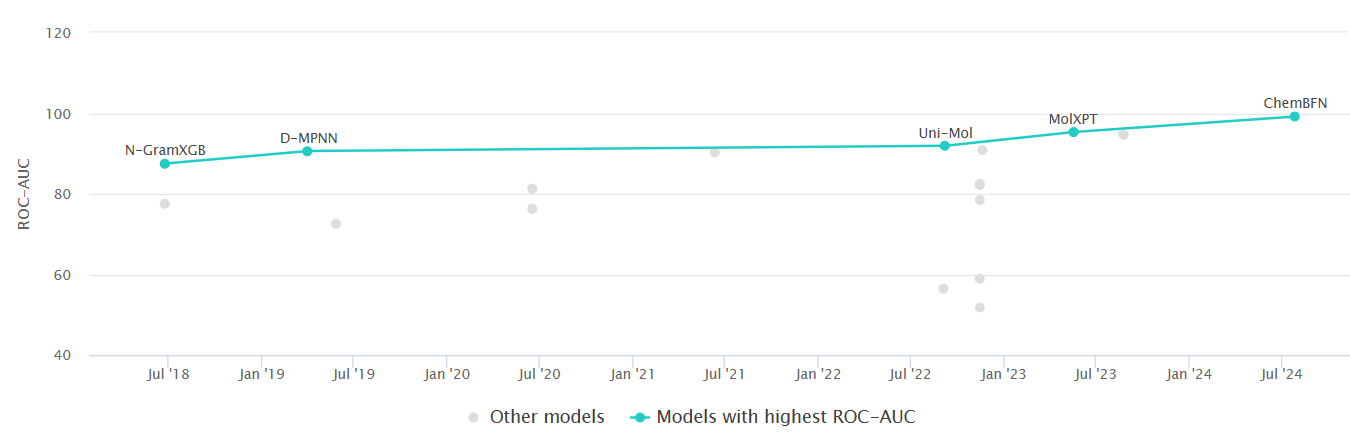 120
100
80
60
40
ROC-AUC
N-GramXGB
D-MPNN
Uni-Mol
MolXPT
ChemBFN
Jul '18
Jan '19
Jul '19
Jan '20
Jul '20
Jan '21
Jul '21
Jan '22
Jul '22
Jan '23
Jul '23
Jan '24
Jul '24
Other models
Models with highest ROC-AUC